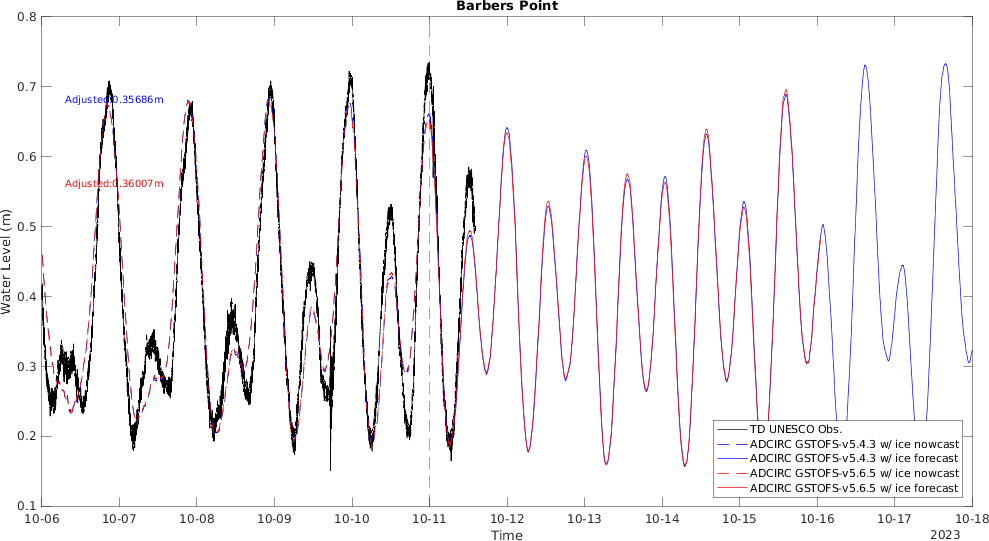 Barbers Point
0.8
0.7
0.6
0.5
0.4
0.3
0.2
0.1
Water Level (m)
Adjusted:0.35686m
Adjusted:0.36007m
TD UNESCO Obs.
ADCIRC GSTOFS-v5.4.3 w/ ice nowcast
ADCIRC GSTOFS-v5.4.3 w/ ice forecast
ADCIRC GSTOFS-v5.6.5 w/ ice nowcast
ADCIRC GSTOFS-v5.6.5 w/ ice forecast
10-06 10-07 10-08 10-09 10-10 10-11 10-12 10-13 10-14 10-15 10-16 10-17 10-18
Time
2023